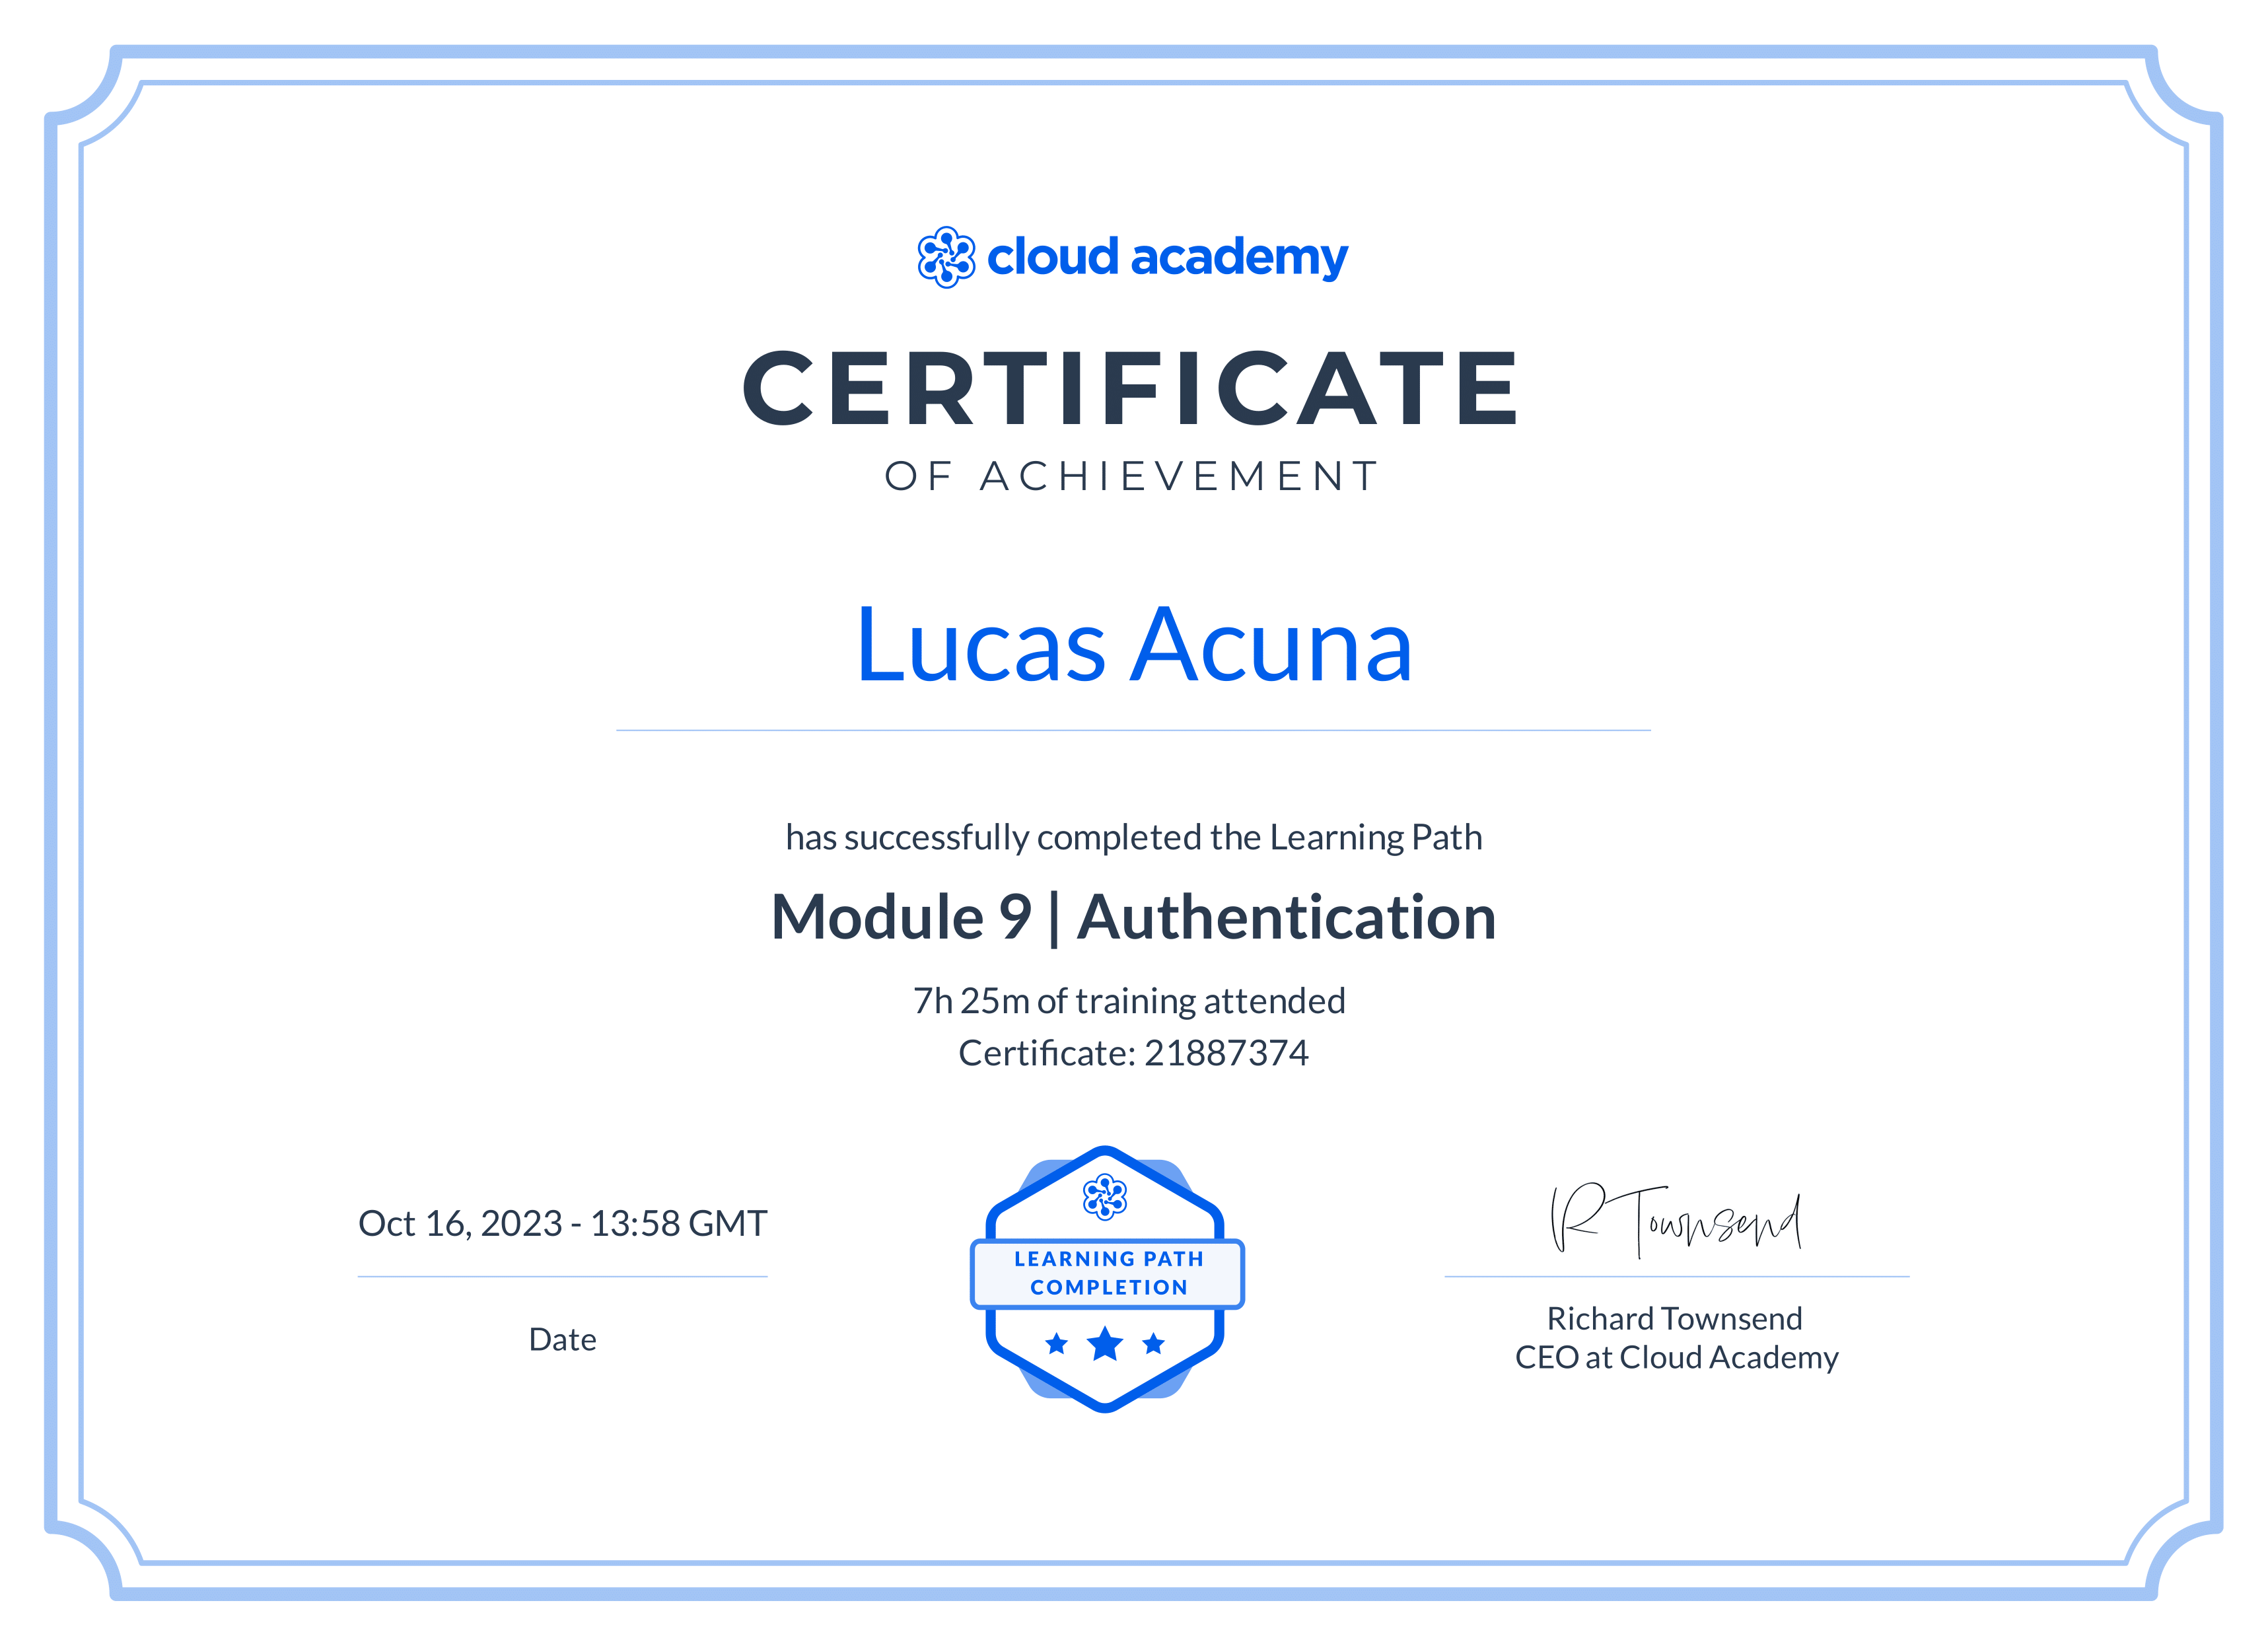 cloud academy
CERTIFICATE
OF ACHIEVEMENT
Lucas Acuna
has successfully completed the Learning Path
Module 9 | Authentication
7h 25m of training attended
Certificate: 21887374
Oct 16, 2023 - 13:58 GMT
Date
LEARNING PATH
COMPLETION
R Townsend
Richard Townsend
CEO at Cloud Academy